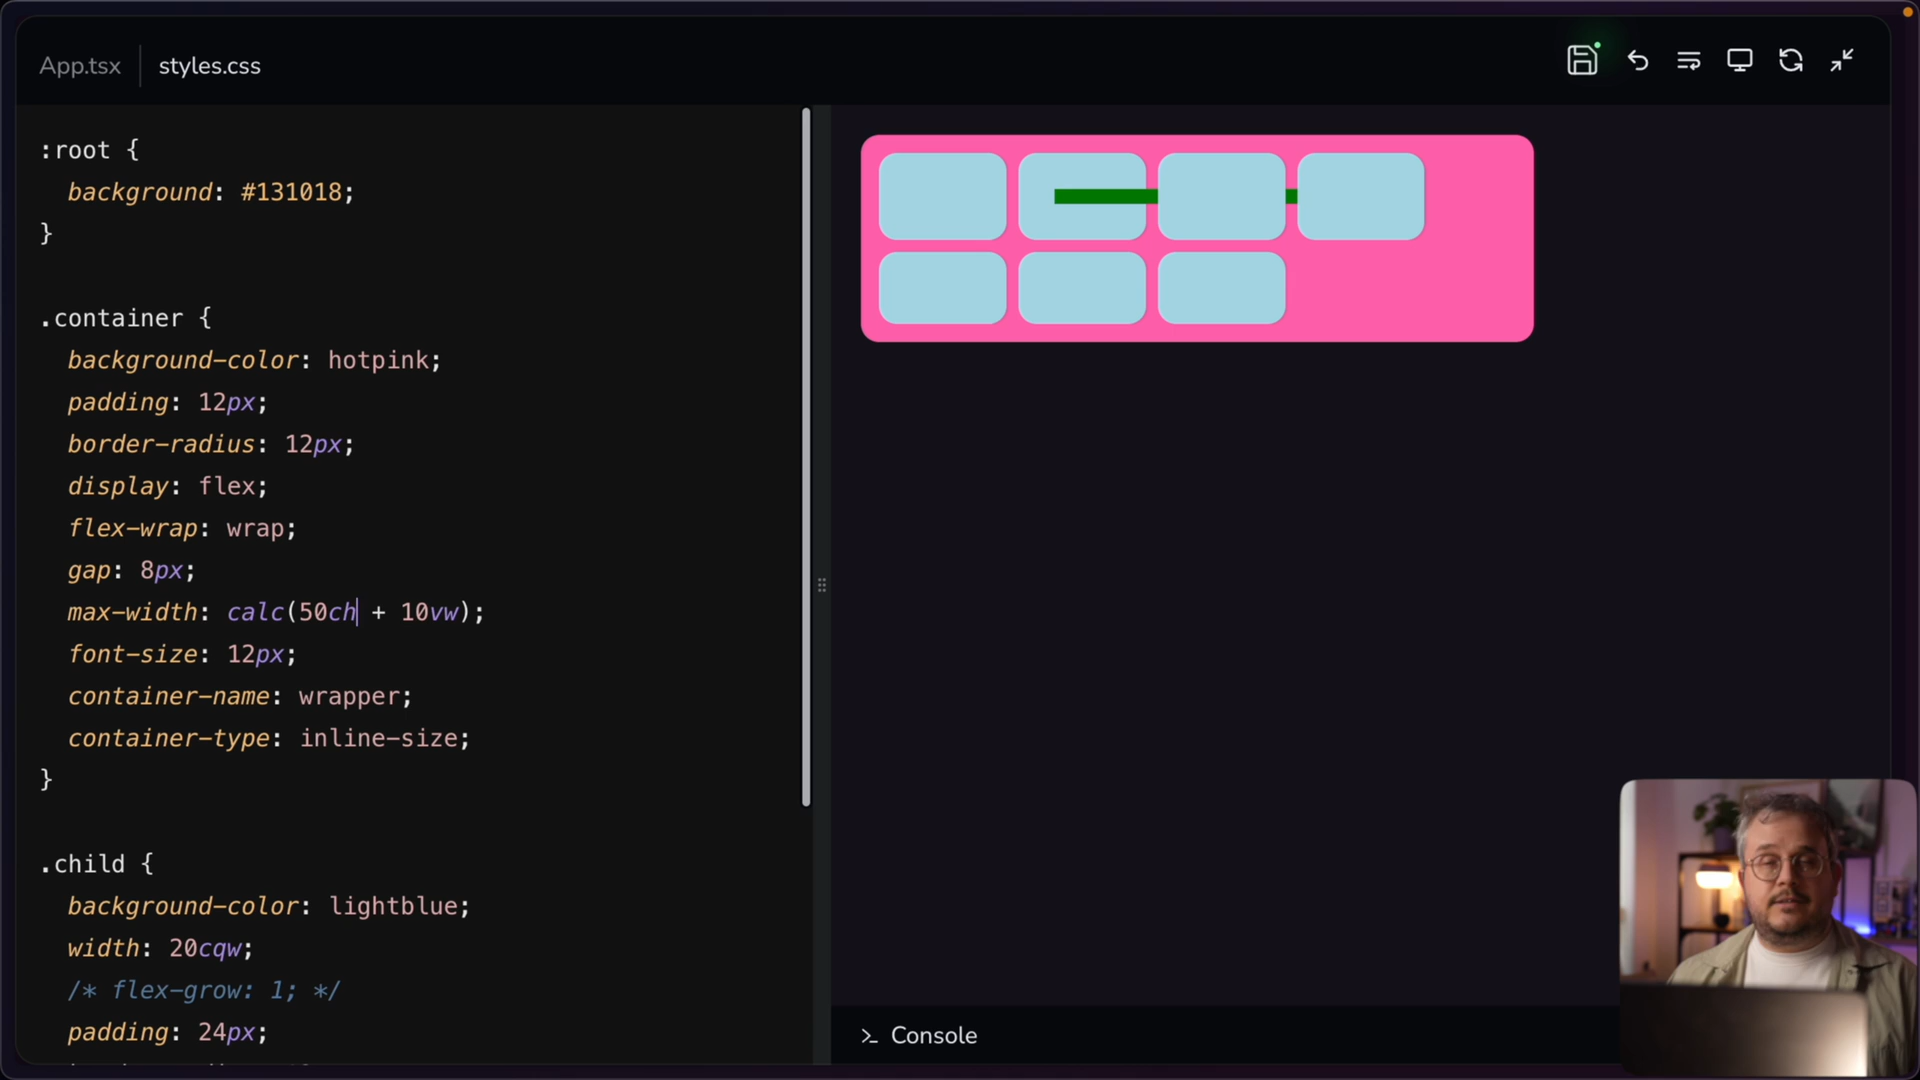 App.tsx
styles.css
:root {
background: #131018;
}
.container {
background-color: hotpink;
padding: 12px;
border-radius: 12px;
display: flex;
flex-wrap: wrap;
gap: 8px;
max-width: calc(50ch + 10vw);
font-size: 12px;
container-name: wrapper;
container-type: inline-size;
}
.child {
background-color: lightblue;
width: 20cqw;
/* flex-grow: 1; */
padding: 24px;
Console